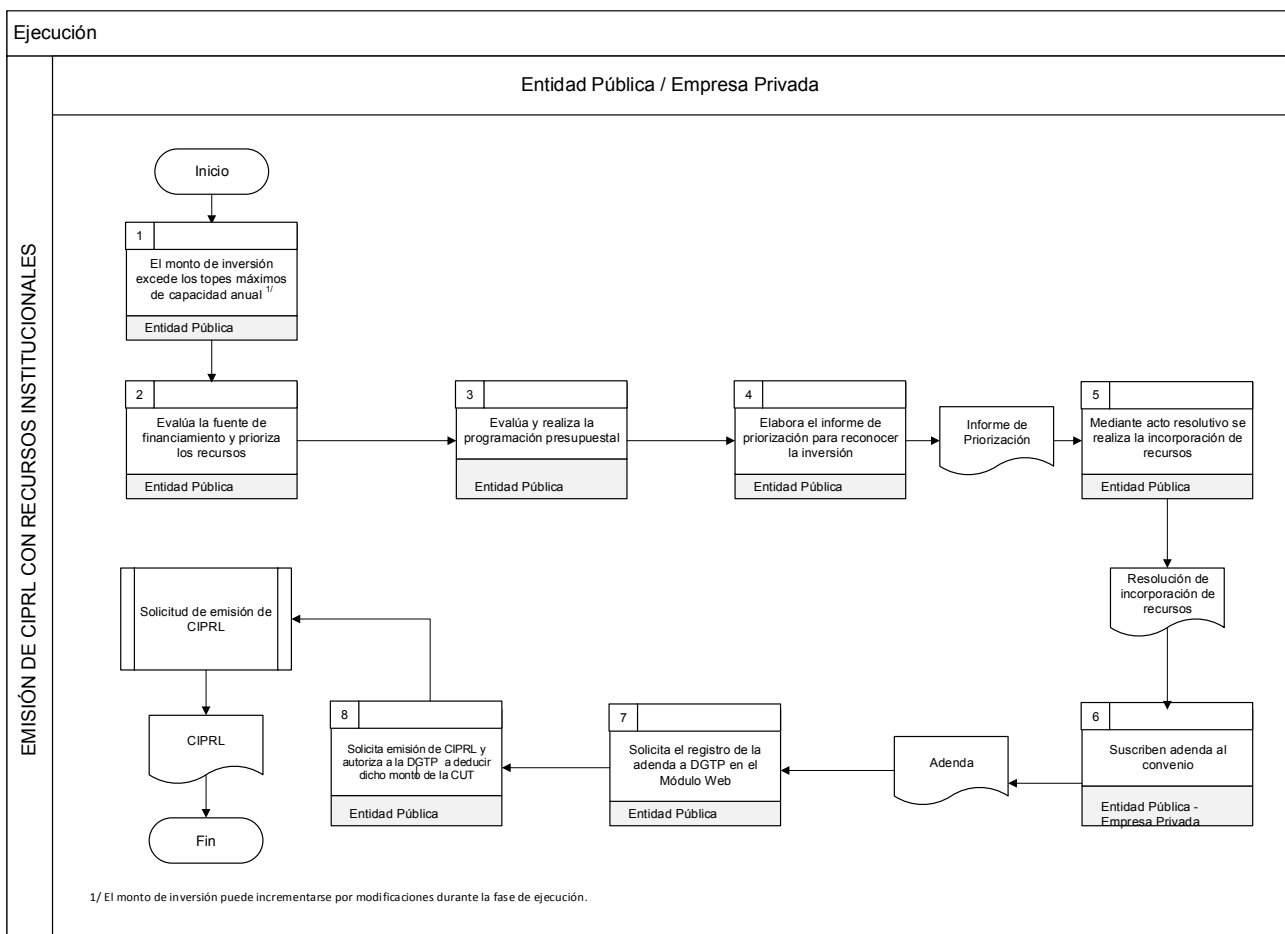 Ejecución
EMISIÓN DE CIPRL CON RECURSOS INSTITUCIONALES
Entidad Pública / Empresa Privada
Inicio
1
El monto de inversión
excede los topes máximos
de capacidad anual 1/
Entidad Pública
2
Evalúa la fuente de
financiamiento y prioriza
los recursos
Entidad Pública
3
Evalúa y realiza la
programación presupuestal
Entidad Pública
4
Elabora el informe de
priorización para reconocer
la inversión
Entidad Pública
Informe de
Priorización
5
Mediante acto resolutivo se
realiza la incorporación de
recursos
Entidad Pública
Resolución de
incorporación de
recursos
6
Suscriben adenda al
convenio
Entidad Pública -
Empresa Privada
Adenda
7
Solicita el registro de la
adenda a DGTP en el
Módulo Web
Entidad Pública
8
Solicita emisión de CIPRL y
autoriza a la DGTP a deducir
dicho monto de la CUT
Entidad Pública
Solicitud de emisión de
CIPRL
CIPRL
Fin
1/ El monto de inversión puede incrementarse por modificaciones durante la fase de ejecución.